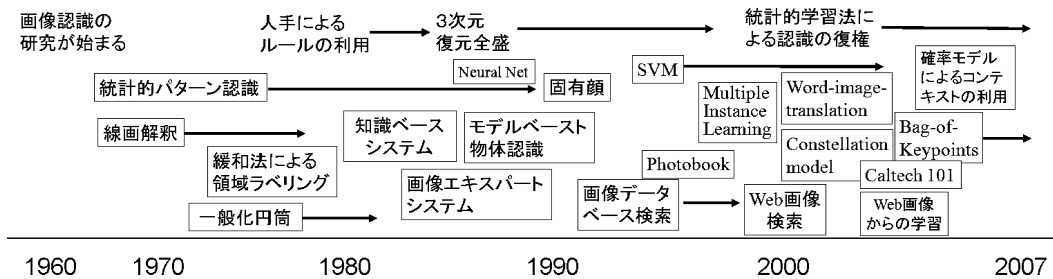 画像認識の
研究が始まる
人手による
ルールの利用
3次元
復元全盛
統計的学習法に
よる認識の復権
統計的パターン認識
Neural Net
固有顔
SVM
Multiple
Instance
Learning
Word-image-
translation
確率モデル
によるコンテ
キストの利用
線画解釈
緩和法による
領域ラベリング
知識ベース
システム
モデルベースト
物体認識
Photobook
Constellation
model
Bag-of-
Keypoints
Caltech 101
一般化円筒
画像エキスパート
システム
画像データ
ベース検索
Web画像
検索
Web画像
からの学習
1960
1970
1980
1990
2000
2007